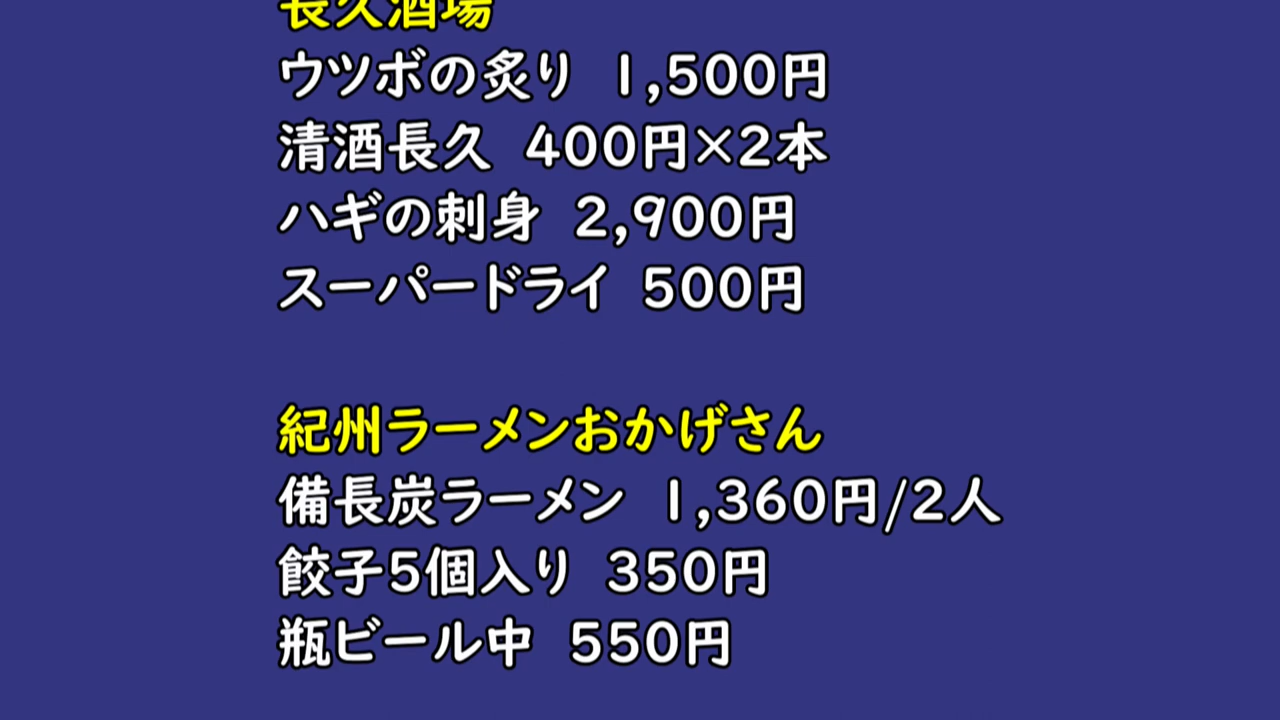 長久酒場
ウツボの炙り 1,500円
清酒長久 400円×2本
ハギの刺身 2,900円
スーパードライ 500円
紀州ラーメンおかげさん
備長炭ラーメン 1,360円/2人
餃子5個入り 350円
瓶ビール中 550円